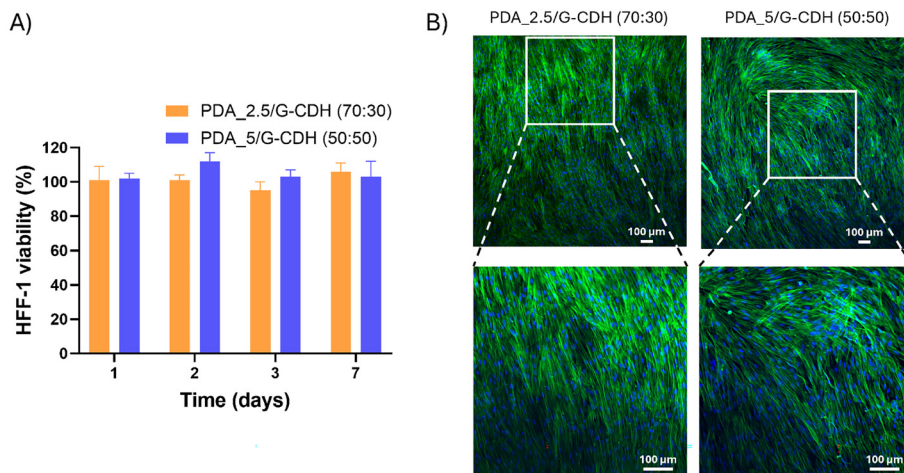 A)
PDA_2.5/G-CDH (70:30)
PDA_5/G-CDH (50:50)
HFF-1 viability (%)
120
100
80
60
40
20
0
1 2 3 7
Time (days)
B)
PDA_2.5/G-CDH (70:30) PDA_5/G-CDH (50:50)
100 µm 100 µm
100 µm 100 µm